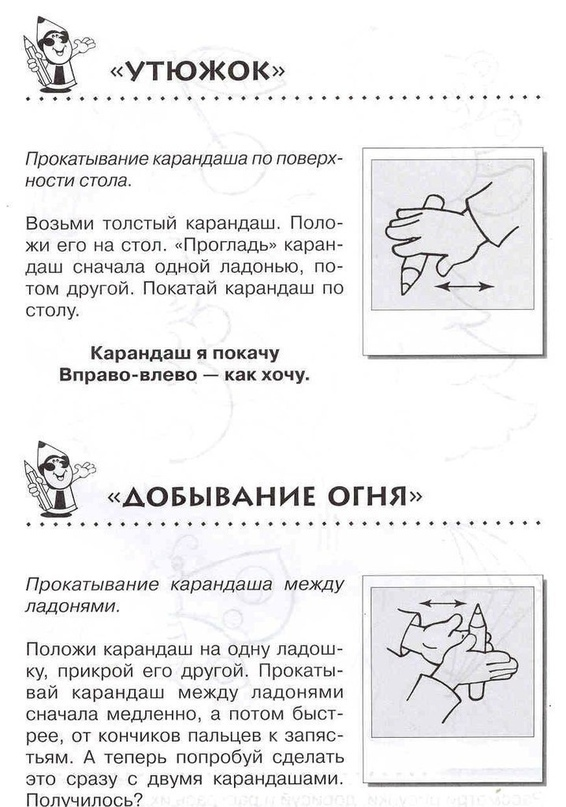 «УТЮЖОК»
Прокатывание карандаша по поверх-
ности стола.
Возьми толстый карандаш. Поло-
жи его на стол. «Прогладь» каран-
даш сначала одной ладонью, по-
том другой. Покатай карандаш по
столу.
Карандаш я покачу
Вправо-влево — как хочу.
«ДОБЫВАНИЕ ОГНЯ»
Прокатывание карандаша между
ладонями.
Положи карандаш на одну ладош-
ку, прикрой его другой. Прокаты-
вай карандаш между ладонями
сначала медленно, а потом быст-
рее, от кончиков пальцев к запяс-
тьям. А теперь попробуй сделать
это сразу с двумя карандашами.
Получилось?